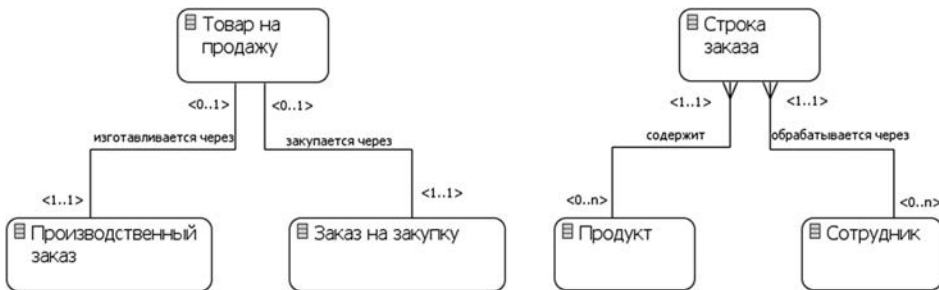 Товар на
продажу
Строка
заказа
<0..1>
<0..1>
<1..1>
<1..1>
изготавливается через
закупается через
содержит
обрабатывается через
<1..1>
<1..1>
<0..n>
<0..n>
Производственный
заказ
Заказ на закупку
Продукт
Сотрудник